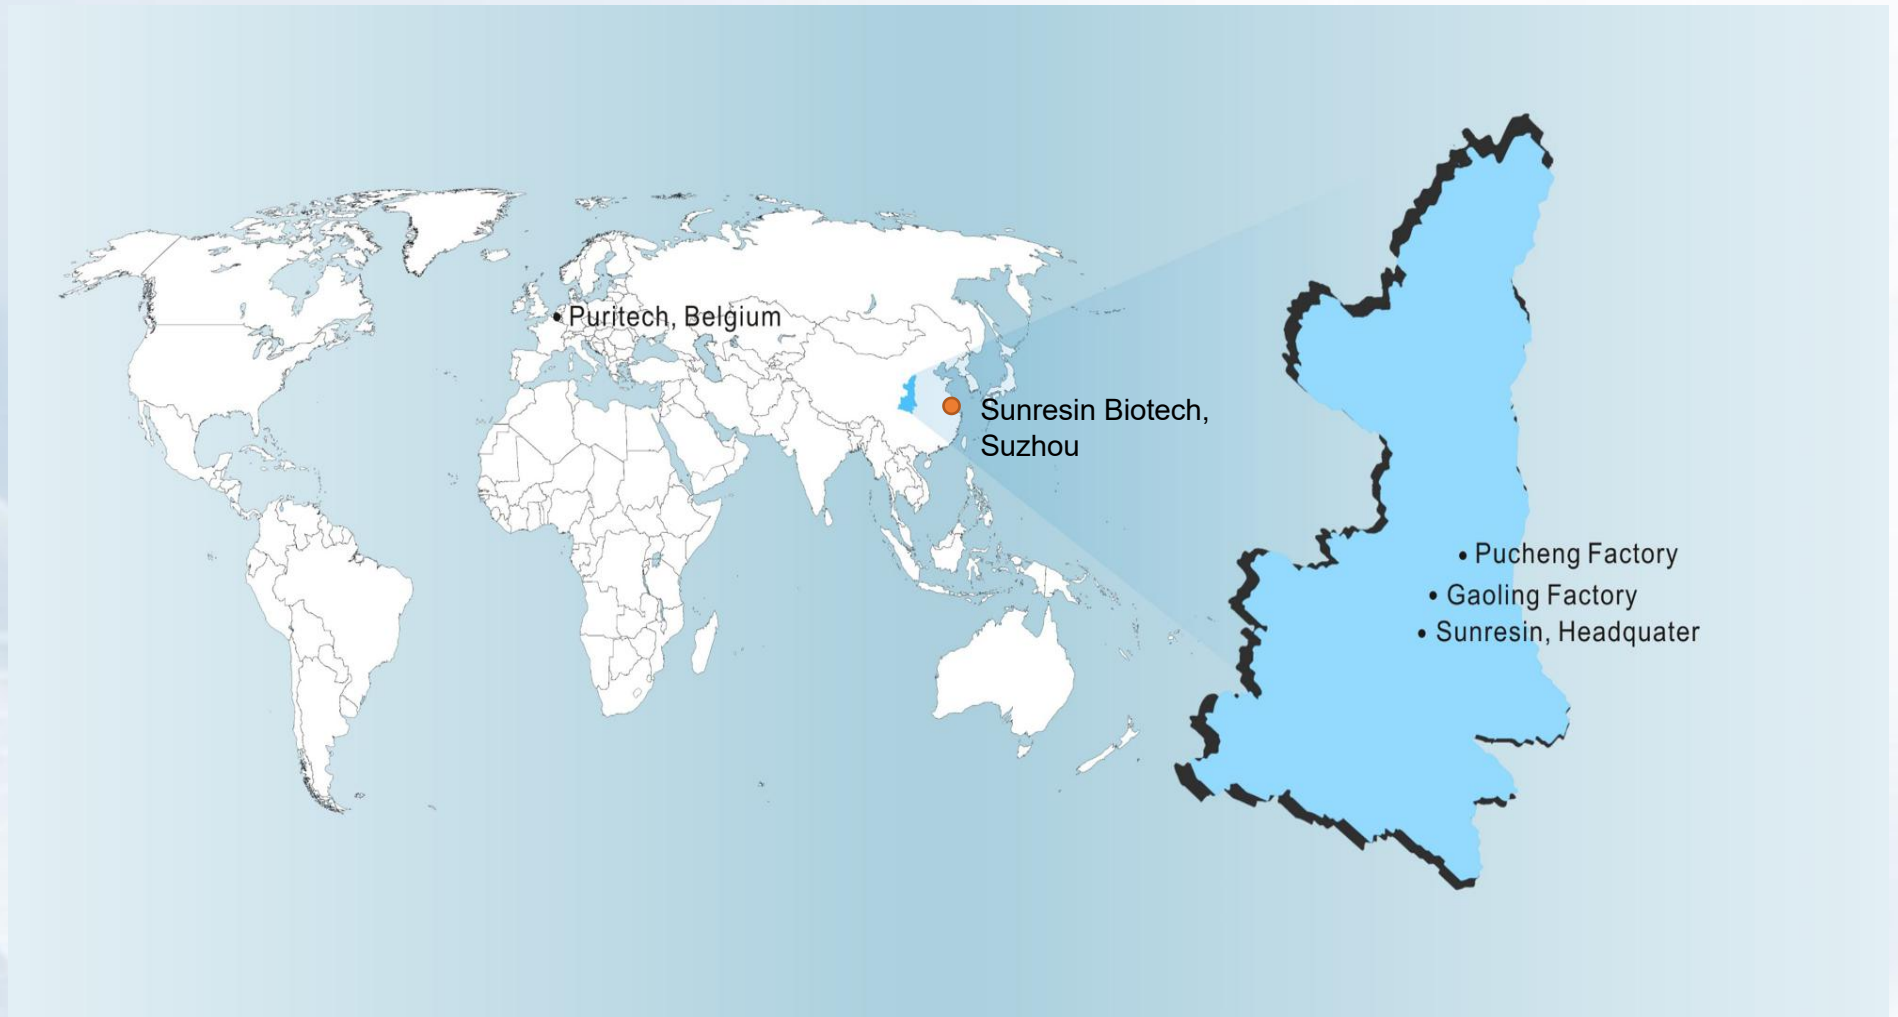 Puritech, Belgium
Sunresin Biotech,
Suzhou
Pucheng Factory
Gaoling Factory
Sunresin, Headquater